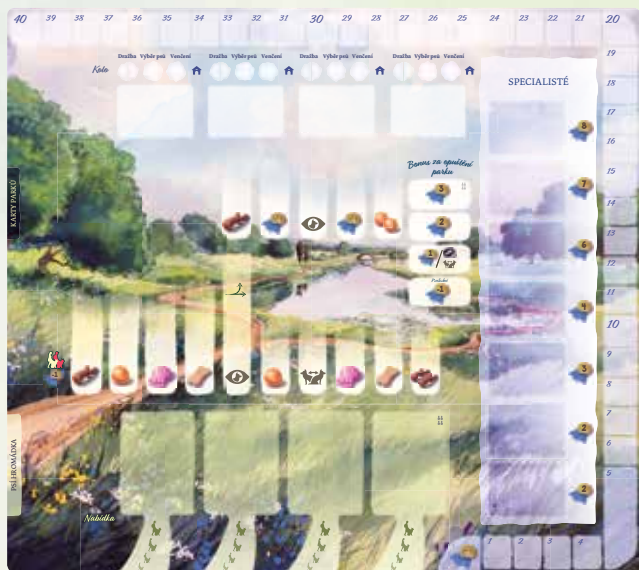 40 39 38 37 36 35 34 33 32 31 30 29 28 27 26 25 24 23 22 21 20
19
18
17
16
15
14
13
12
11
10
9
8
7
6
5
1 2 3 4
Dražba Výběr psů Venčení Dražba Výběr psů Venčení Dražba Výběr psů Venčení Dražba Výběr psů Venčení
Kolo
SPECIALISTÉ
8
7
6
4
3
2
2
Bonus za opuštění
parku
3
2
1 /
-1
KARTY PARKŮ
PSÍ HROMÁDKA
Nabídka